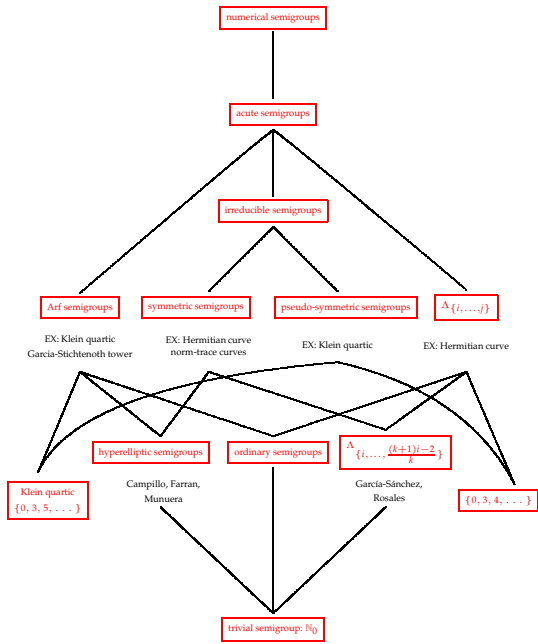 numerical semigroups
acute semigroups
irreducible semigroups
Arf semigroups
symmetric semigroups
pseudo-symmetric semigroups
Λ{i,…,j}
EX: Klein quartic
Garcia-Stichtenoth tower
EX: Hermitian curve
norm-trace curves
EX: Klein quartic
EX: Hermitian curve
hyperelliptic semigroups
ordinary semigroups
Λ{i,…,((k+1)i−2)/k}
Campillo, Farran,
Munuera
García-Sánchez,
Rosales
Klein quartic
{0, 3, 5, . . . }
{0, 3, 4, . . . }
trivial semigroup: ℕ0